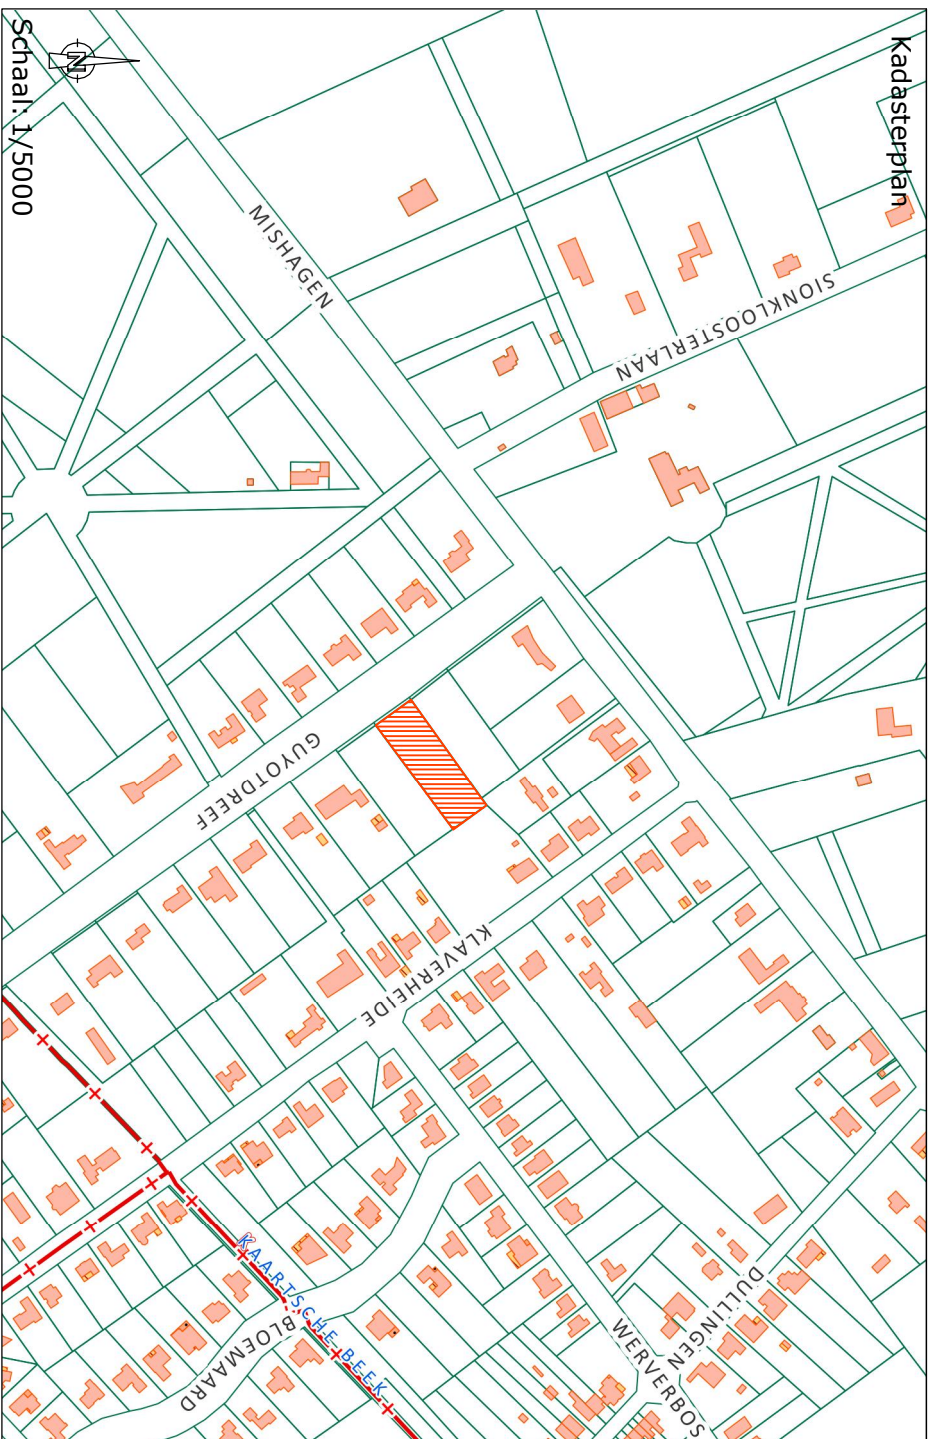 Kadasterplan
Schaal: 1/5000
N
MISHAGEN
SIONKLOOSTERLAAN
GUYOTDREEF
KLAVERHEIDE
KAARTSCHE BEEK
BLOEMAARD
DULLINGEN
WERVERBOS